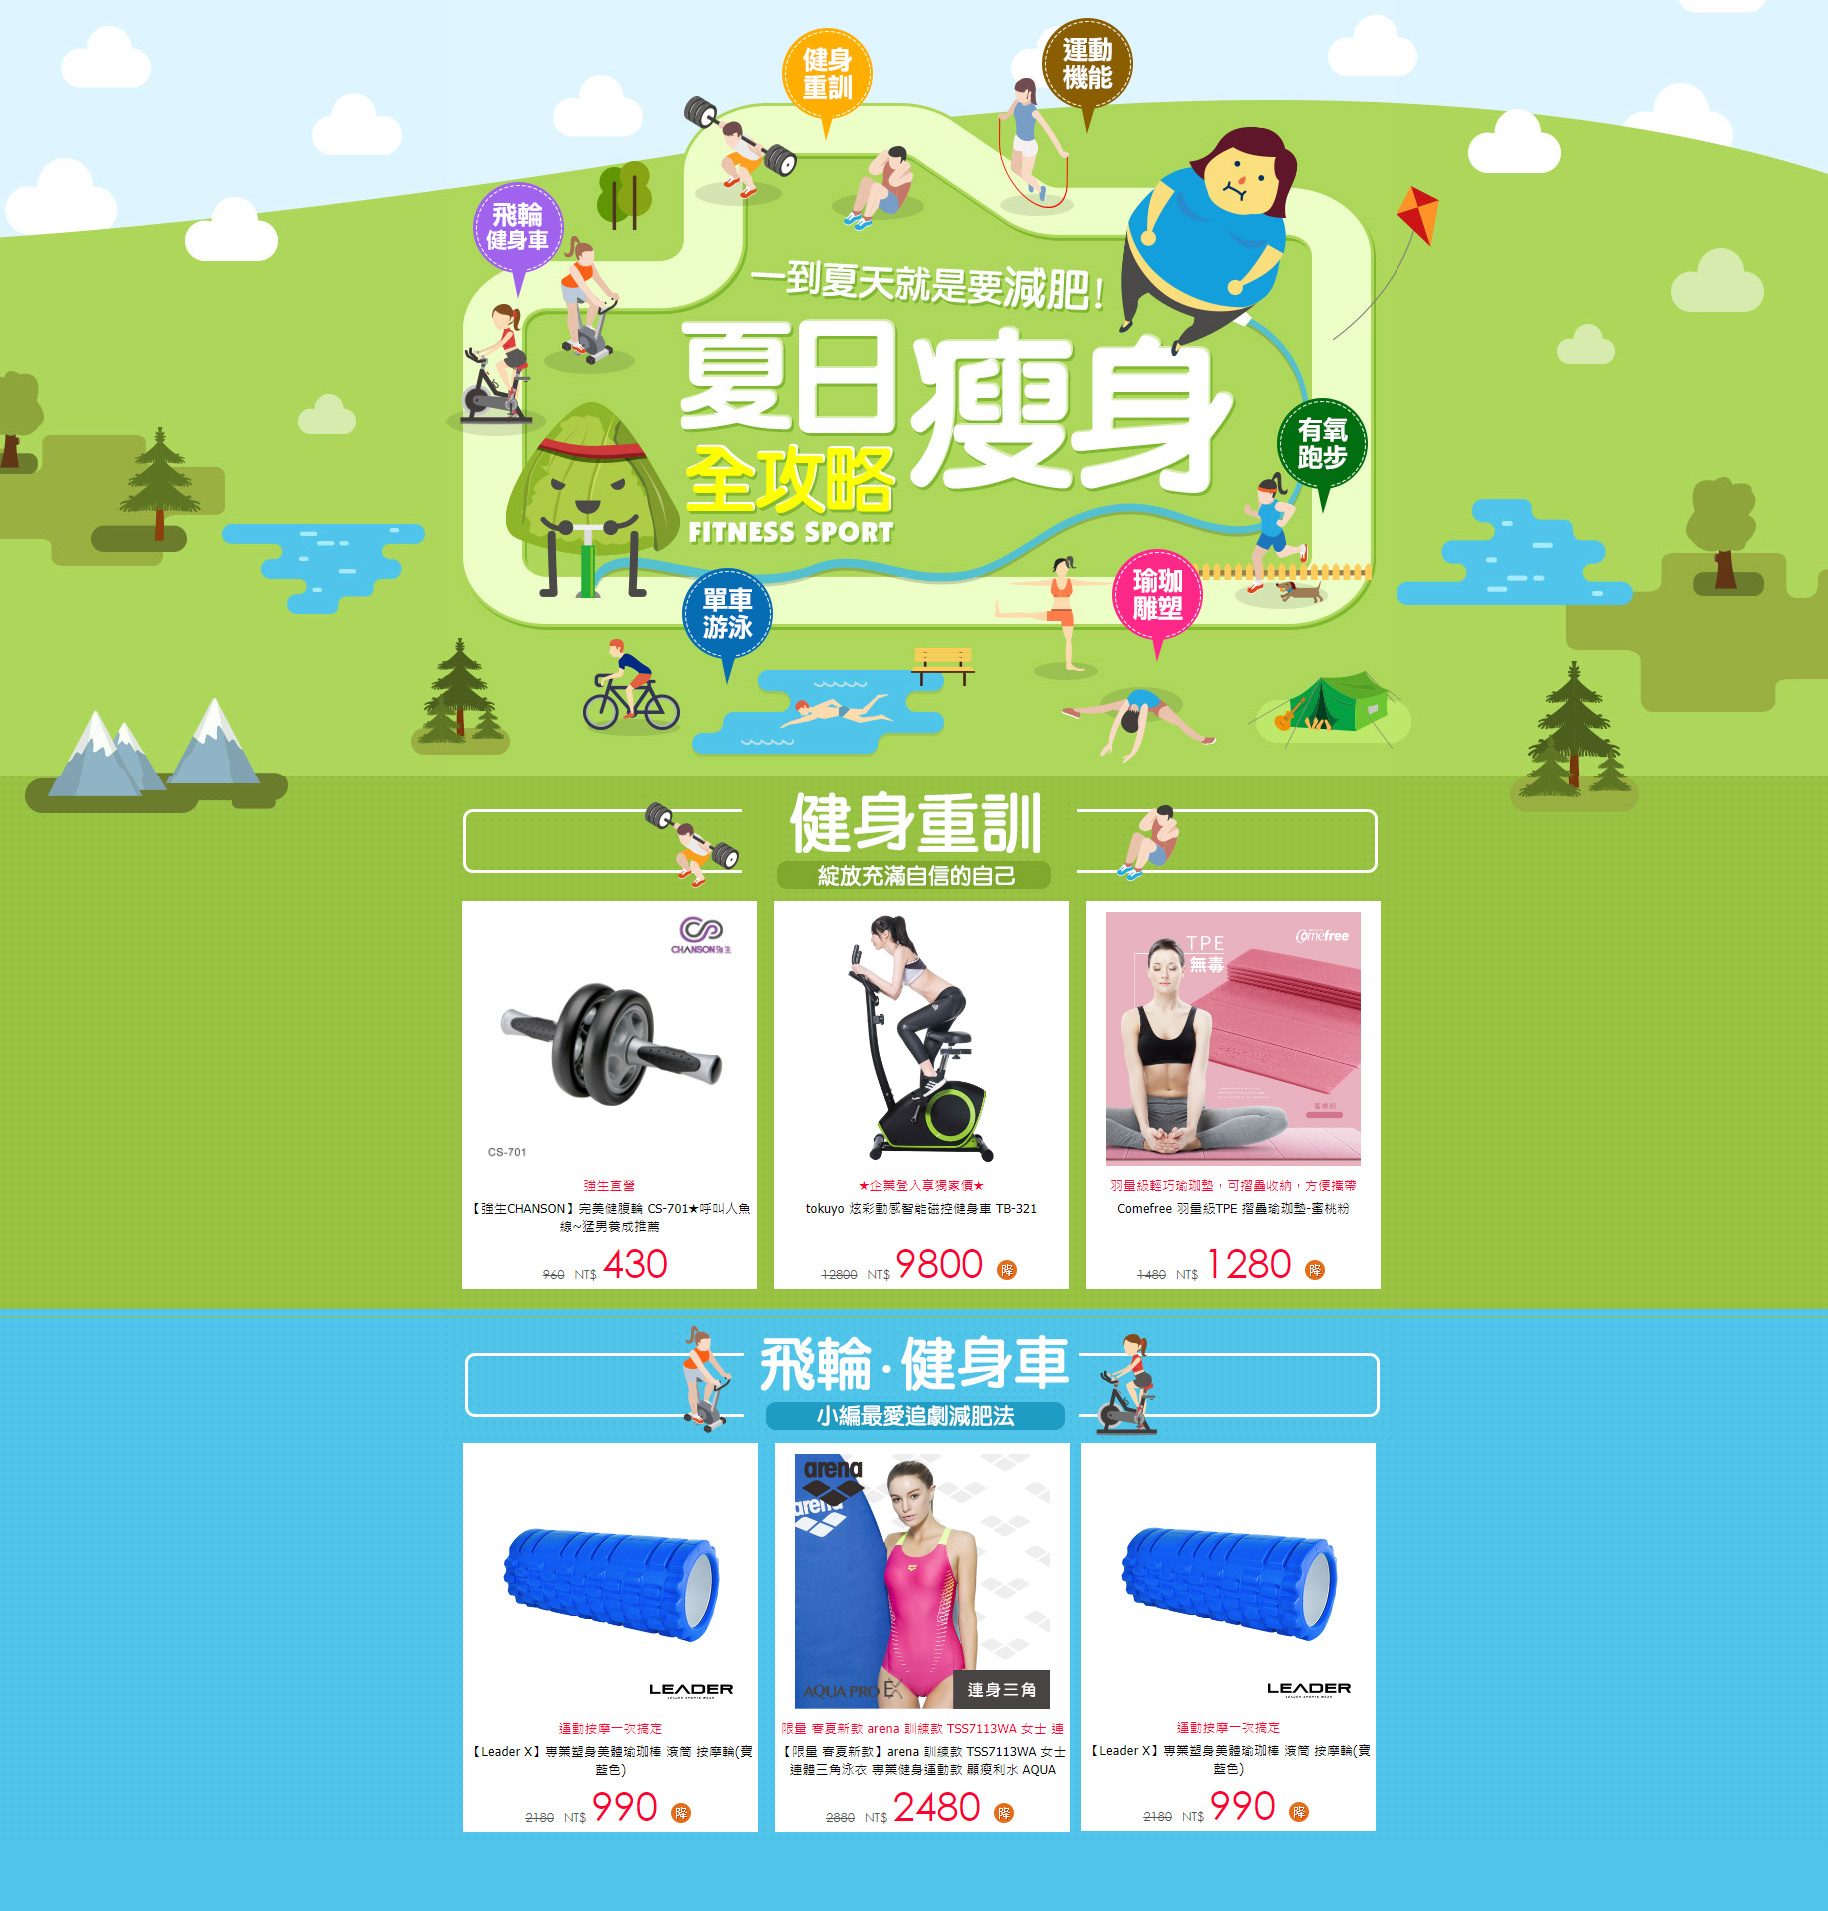 健身
重訓
運動
機能
飛輪
健身車
一到夏天就是要減肥!
夏日瘦身
全攻略
FITNESS SPORT
有氧
跑步
瑜珈
雕塑
單車
游泳
健身重訓
綻放充滿自信的自己
CHANSON強生
CS-701
強生直營
【強生CHANSON】完美健腹輪 CS-701★呼叫人魚
線~猛男養成推薦
960 NT$ 430
★企業登入享獨家價★
tokuyo 炫彩動感智能磁控健身車 TB-321
12800 NT$ 9800 降
TPE
無毒
Comefree
蜜桃粉
羽量級輕巧瑜珈墊，可摺疊收納，方便攜帶
Comefree 羽量級TPE 摺疊瑜珈墊-蜜桃粉
1480 NT$ 1280 降
飛輪·健身車
小編最愛追劇減肥法
LEADER
LEADER SPORTS WEAR
運動按摩一次搞定
【Leader X】專業塑身美體瑜珈棒 滾筒 按摩輪(寶
藍色)
2180 NT$ 990 降
arena
arena
AQUA PRO EX
連身三角
限量 春夏新款 arena 訓練款 TSS7113WA 女士 連
【限量 春夏新款】arena 訓練款 TSS7113WA 女士
連體三角泳衣 專業健身運動款 顯瘦利水 AQUA
2880 NT$ 2480 降
LEADER
LEADER SPORTS WEAR
運動按摩一次搞定
【Leader X】專業塑身美體瑜珈棒 滾筒 按摩輪(寶
藍色)
2180 NT$ 990 降